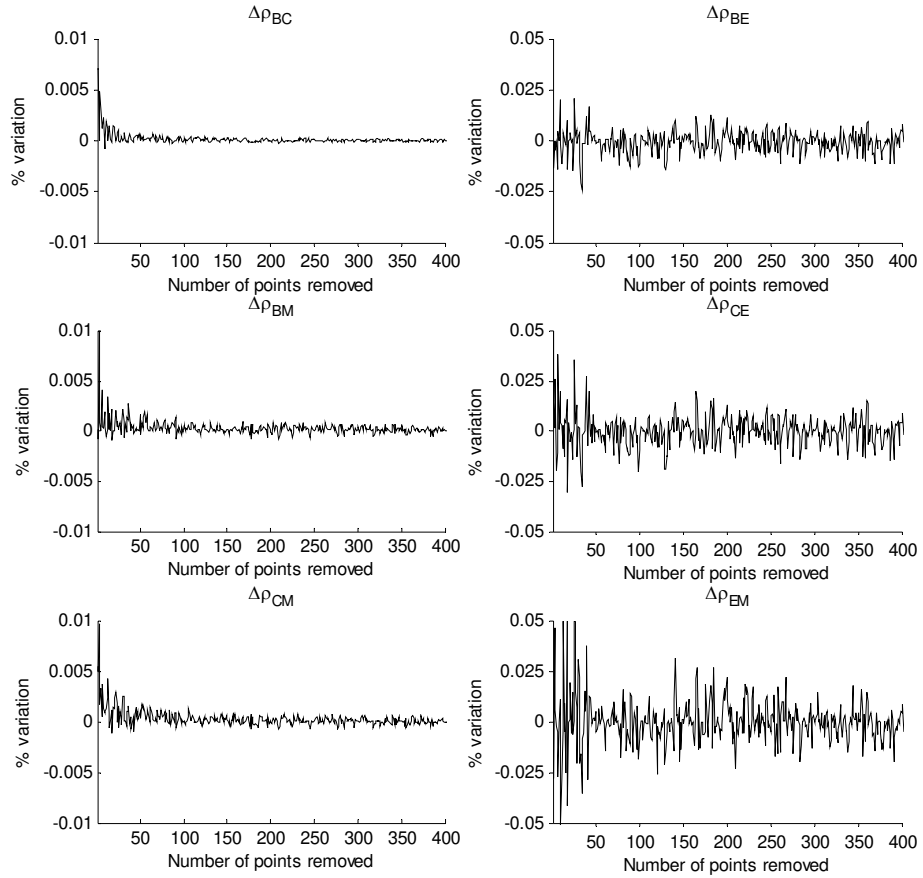 ΔρBC
% variation
0.01
0.005
0
-0.005
-0.01
50 100 150 200 250 300 350 400
Number of points removed
ΔρBE
% variation
0.05
0.025
0
-0.025
-0.05
50 100 150 200 250 300 350 400
Number of points removed
ΔρBM
% variation
0.01
0.005
0
-0.005
-0.01
50 100 150 200 250 300 350 400
Number of points removed
ΔρCE
% variation
0.05
0.025
0
-0.025
-0.05
50 100 150 200 250 300 350 400
Number of points removed
ΔρCM
% variation
0.01
0.005
0
-0.005
-0.01
50 100 150 200 250 300 350 400
Number of points removed
ΔρEM
% variation
0.05
0.025
0
-0.025
-0.05
50 100 150 200 250 300 350 400
Number of points removed